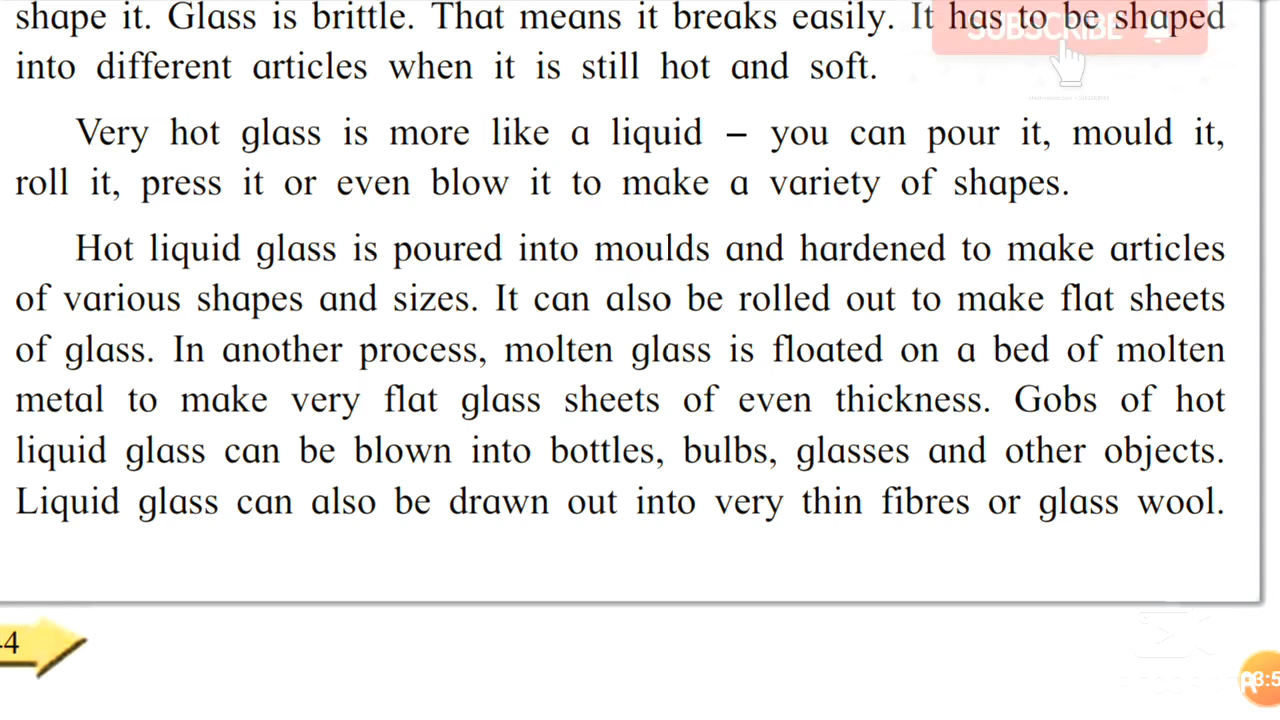 shape it. Glass is brittle. That means it breaks easily. It has to be shaped
SUBSCRIBE
into different articles when it is still hot and soft.
Very hot glass is more like a liquid – you can pour it, mould it,
roll it, press it or even blow it to make a variety of shapes.
Hot liquid glass is poured into moulds and hardened to make articles
of various shapes and sizes. It can also be rolled out to make flat sheets
of glass. In another process, molten glass is floated on a bed of molten
metal to make very flat glass sheets of even thickness. Gobs of hot
liquid glass can be blown into bottles, bulbs, glasses and other objects.
Liquid glass can also be drawn out into very thin fibres or glass wool.